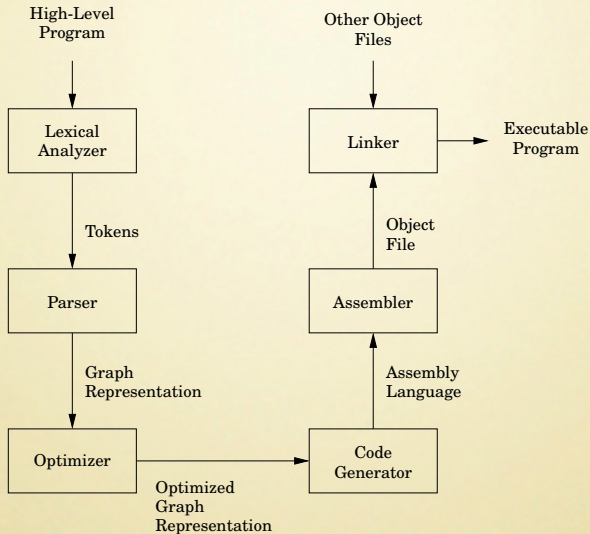 High-Level
Program
Other Object
Files
Lexical
Analyzer
Linker
Executable
Program
Tokens
Object
File
Parser
Assembler
Graph
Representation
Assembly
Language
Optimizer
Code
Generator
Optimized
Graph
Representation